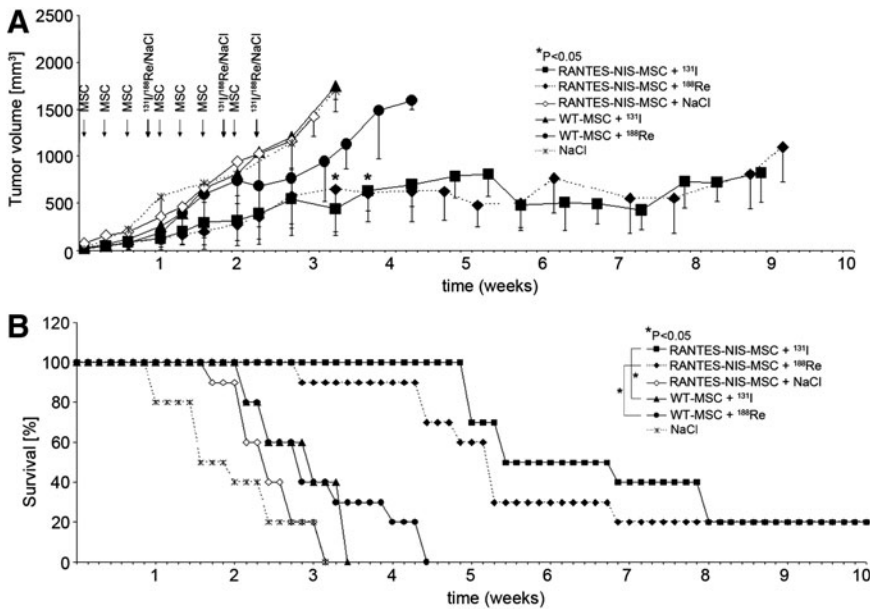 A
Tumor volume [mm³]
2500
2000
1500
1000
500
0
MSC
MSC
MSC
¹³¹I/¹⁸⁸Re/NaCl
MSC
MSC
MSC
¹³¹I/¹⁸⁸Re/NaCl
MSC
¹³¹I/¹⁸⁸Re/NaCl
*P<0.05
RANTES-NIS-MSC + ¹³¹I
RANTES-NIS-MSC + ¹⁸⁸Re
RANTES-NIS-MSC + NaCl
WT-MSC + ¹³¹I
WT-MSC + ¹⁸⁸Re
NaCl
* *
1 2 3 4 5 6 7 8 9 10
time (weeks)
B
Survival [%]
120
100
80
60
40
20
0
*P<0.05
RANTES-NIS-MSC + ¹³¹I
RANTES-NIS-MSC + ¹⁸⁸Re
RANTES-NIS-MSC + NaCl
WT-MSC + ¹³¹I
WT-MSC + ¹⁸⁸Re
NaCl
* *
1 2 3 4 5 6 7 8 9 10
time (weeks)